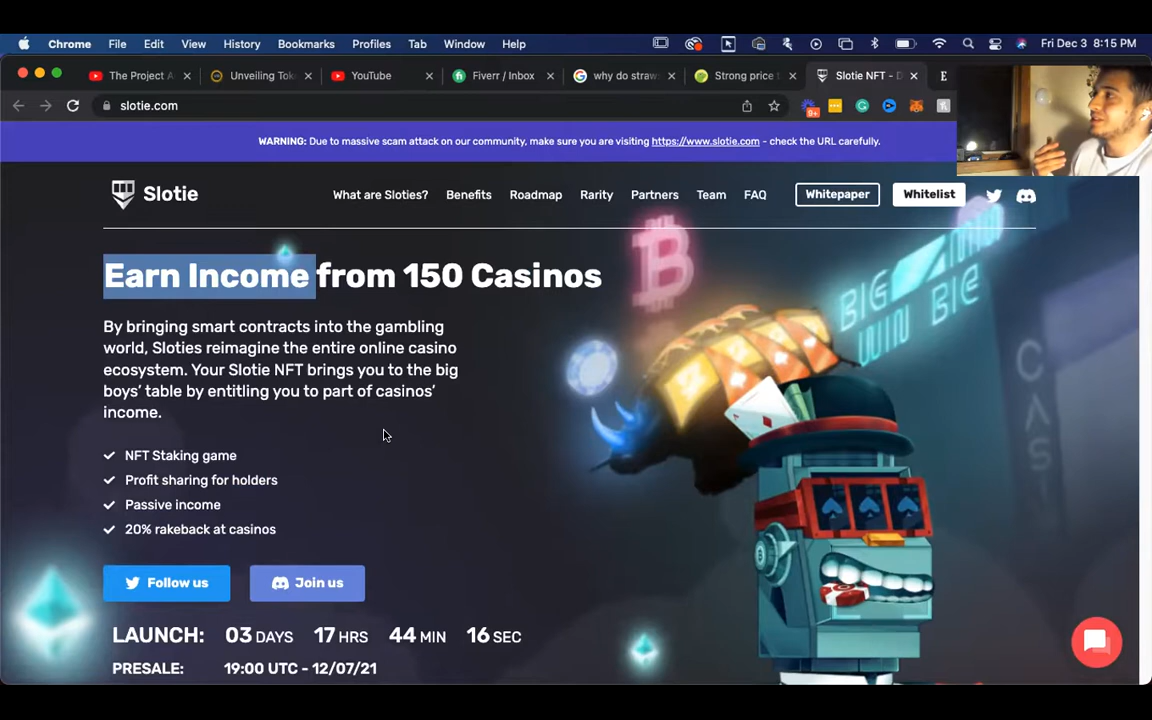 Chrome File Edit View History Bookmarks Profiles Tab Window Help Fri Dec 3 8:15 PM
The Project A Unveiling Tok YouTube Fiverr / Inbox why do straw Strong price Slotie NFT - D E
slotie.com 9+
WARNING: Due to massive scam attack on our community, make sure you are visiting https://www.slotie.com - check the URL carefully.
Slotie What are Sloties? Benefits Roadmap Rarity Partners Team FAQ Whitepaper Whitelist
Earn Income from 150 Casinos
By bringing smart contracts into the gambling
world, Sloties reimagine the entire online casino
ecosystem. Your Slotie NFT brings you to the big
boys' table by entitling you to part of casinos'
income.
NFT Staking game
Profit sharing for holders
Passive income
20% rakeback at casinos
Follow us Join us
LAUNCH: 03 DAYS 17 HRS 44 MIN 16 SEC
PRESALE: 19:00 UTC - 12/07/21
BIG WIN
BIG WIN BIE
CAS